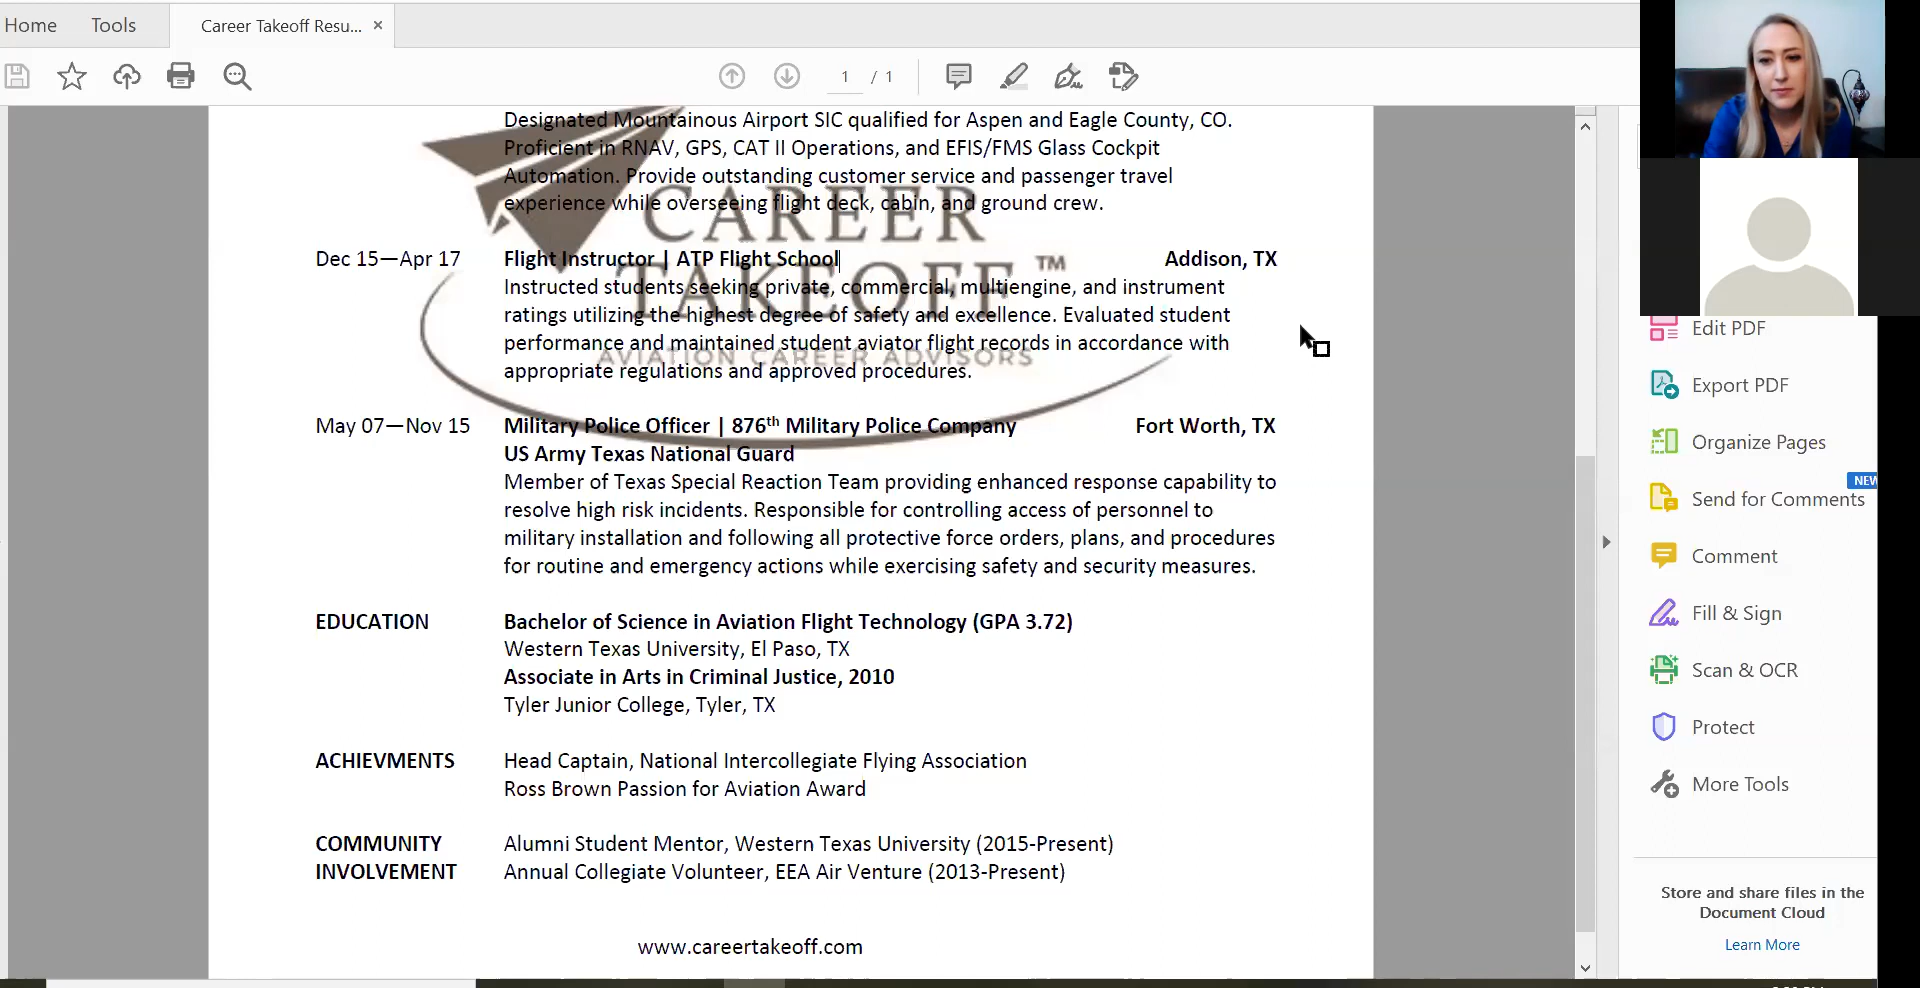 Home Tools Career Takeoff Resu... ×
1 / 1
Designated Mountainous Airport SIC qualified for Aspen and Eagle County, CO.
Proficient in RNAV, GPS, CAT II Operations, and EFIS/FMS Glass Cockpit
Automation. Provide outstanding customer service and passenger travel
experience while overseeing flight deck, cabin, and ground crew.
CAREER
TAKEOFF ™
AVIATION CAREER ADVISORS
Dec 15—Apr 17 Flight Instructor | ATP Flight School Addison, TX
Instructed students seeking private, commercial, multiengine, and instrument
ratings utilizing the highest degree of safety and excellence. Evaluated student
performance and maintained student aviator flight records in accordance with
appropriate regulations and approved procedures.
May 07—Nov 15 Military Police Officer | 876th Military Police Company Fort Worth, TX
US Army Texas National Guard
Member of Texas Special Reaction Team providing enhanced response capability to
resolve high risk incidents. Responsible for controlling access of personnel to
military installation and following all protective force orders, plans, and procedures
for routine and emergency actions while exercising safety and security measures.
EDUCATION Bachelor of Science in Aviation Flight Technology (GPA 3.72)
Western Texas University, El Paso, TX
Associate in Arts in Criminal Justice, 2010
Tyler Junior College, Tyler, TX
ACHIEVMENTS Head Captain, National Intercollegiate Flying Association
Ross Brown Passion for Aviation Award
COMMUNITY Alumni Student Mentor, Western Texas University (2015-Present)
INVOLVEMENT Annual Collegiate Volunteer, EEA Air Venture (2013-Present)
www.careertakeoff.com
Edit PDF
Export PDF
Organize Pages
NEW
Send for Comments
Comment
Fill & Sign
Scan & OCR
Protect
More Tools
Store and share files in the
Document Cloud
Learn More